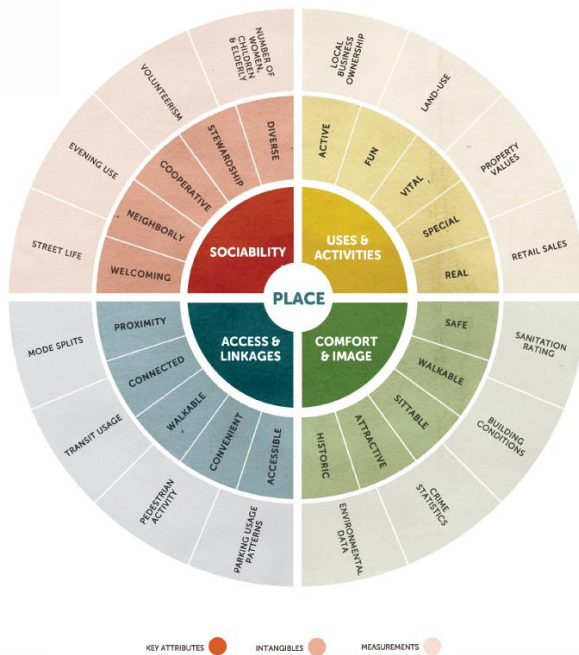 NUMBER OF
WOMEN,
CHILDREN
& ELDERLY
VOLUNTEERISM
EVENING USE
STREET LIFE
DIVERSE
STEWARDSHIP
COOPERATIVE
NEIGHBORLY
WELCOMING
SOCIABILITY
LOCAL
BUSINESS
OWNERSHIP
LAND-USE
PROPERTY
VALUES
RETAIL SALES
ACTIVE
FUN
VITAL
SPECIAL
REAL
USES &
ACTIVITIES
PLACE
ACCESS &
LINKAGES
PROXIMITY
CONNECTED
WALKABLE
CONVENIENT
ACCESSIBLE
MODE SPLITS
TRANSIT USAGE
PEDESTRIAN
ACTIVITY
PARKING USAGE
PATTERNS
COMFORT
& IMAGE
SAFE
WALKABLE
SITTABLE
ATTRACTIVE
HISTORIC
SANITATION
RATING
BUILDING
CONDITIONS
CRIME
STATISTICS
ENVIRONMENTAL
DATA
KEY ATTRIBUTES
INTANGIBLES
MEASUREMENTS